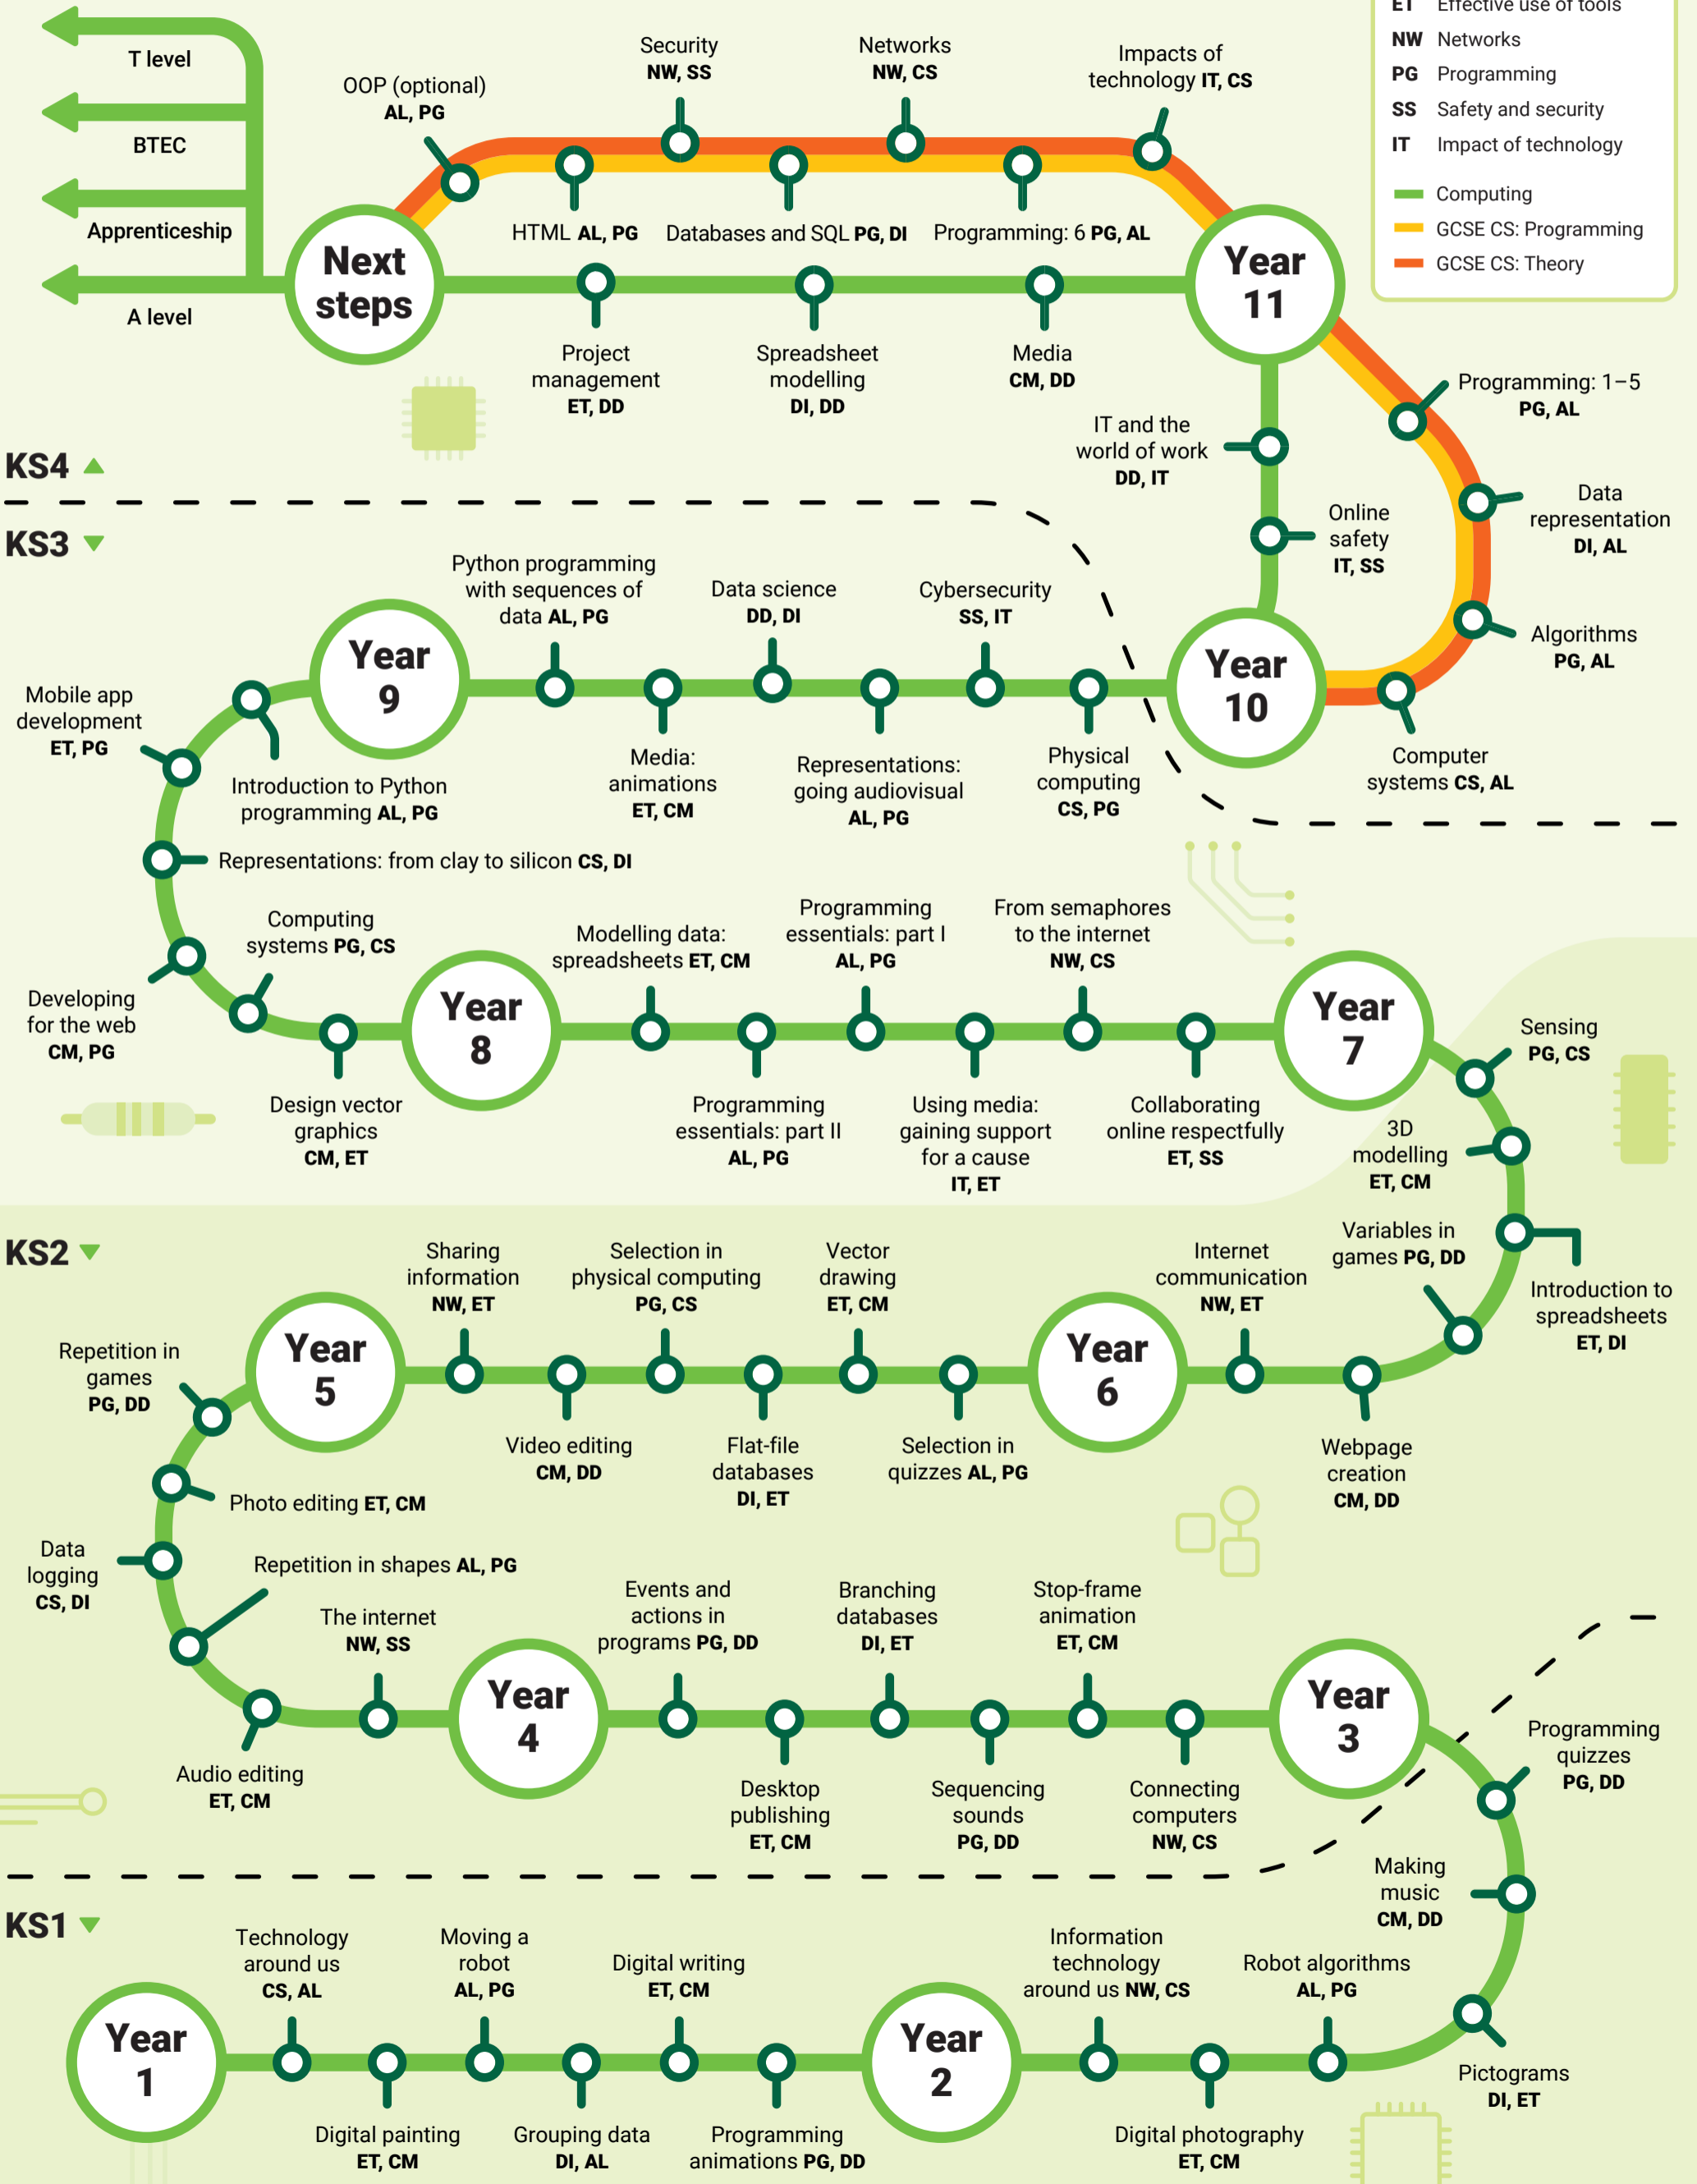 T level
BTEC
Apprenticeship
A level
Next
steps
OOP (optional)
AL, PG
Security
NW, SS
Networks
NW, CS
Impacts of
technology IT, CS
HTML AL, PG
Databases and SQL PG, DI
Programming: 6 PG, AL
Year
11
ET Effective use of tools
NW Networks
PG Programming
SS Safety and security
IT Impact of technology
Computing
GCSE CS: Programming
GCSE CS: Theory
Project
management
ET, DD
Spreadsheet
modelling
DI, DD
Media
CM, DD
IT and the
world of work
DD, IT
Online
safety
IT, SS
Programming: 1–5
PG, AL
Data
representation
DI, AL
Algorithms
PG, AL
Computer
systems CS, AL
KS4
KS3
Year
9
Python programming
with sequences of
data AL, PG
Data science
DD, DI
Cybersecurity
SS, IT
Year
10
Media:
animations
ET, CM
Representations:
going audiovisual
AL, PG
Physical
computing
CS, PG
Mobile app
development
ET, PG
Introduction to Python
programming AL, PG
Representations: from clay to silicon CS, DI
Computing
systems PG, CS
Developing
for the web
CM, PG
Design vector
graphics
CM, ET
Year
8
Modelling data:
spreadsheets ET, CM
Programming
essentials: part I
AL, PG
From semaphores
to the internet
NW, CS
Year
7
Programming
essentials: part II
AL, PG
Using media:
gaining support
for a cause
IT, ET
Collaborating
online respectfully
ET, SS
Sensing
PG, CS
3D
modelling
ET, CM
Variables in
games PG, DD
Introduction to
spreadsheets
ET, DI
KS2
Year
5
Sharing
information
NW, ET
Selection in
physical computing
PG, CS
Vector
drawing
ET, CM
Year
6
Internet
communication
NW, ET
Video editing
CM, DD
Flat-file
databases
DI, ET
Selection in
quizzes AL, PG
Webpage
creation
CM, DD
Repetition in
games
PG, DD
Photo editing ET, CM
Data
logging
CS, DI
Repetition in shapes AL, PG
The internet
NW, SS
Audio editing
ET, CM
Year
4
Events and
actions in
programs PG, DD
Branching
databases
DI, ET
Stop-frame
animation
ET, CM
Year
3
Desktop
publishing
ET, CM
Sequencing
sounds
PG, DD
Connecting
computers
NW, CS
Programming
quizzes
PG, DD
Making
music
CM, DD
KS1
Year
1
Technology
around us
CS, AL
Moving a
robot
AL, PG
Digital writing
ET, CM
Year
2
Information
technology
around us NW, CS
Robot algorithms
AL, PG
Pictograms
DI, ET
Digital painting
ET, CM
Grouping data
DI, AL
Programming
animations PG, DD
Digital photography
ET, CM